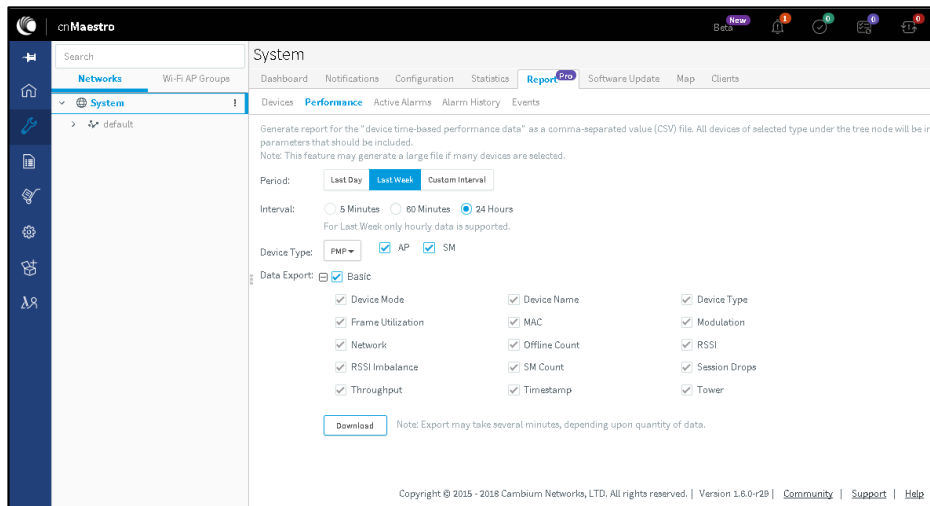 cnMaestro
Beta New 1 0 0 0
Search
Networks Wi-Fi AP Groups
System
default
System
Dashboard Notifications Configuration Statistics Report Pro Software Update Map Clients
Devices Performance Active Alarms Alarm History Events
Generate report for the "device time-based performance data" as a comma-separated value (CSV) file. All devices of selected type under the tree node will be in
parameters that should be included.
Note: This feature may generate a large file if many devices are selected.
Period: Last Day Last Week Custom Interval
Interval: 5 Minutes 60 Minutes 24 Hours
For Last Week only hourly data is supported.
Device Type: PMP AP SM
Data Export: Basic
Device Mode Device Name Device Type
Frame Utilization MAC Modulation
Network Offline Count RSSI
RSSI Imbalance SM Count Session Drops
Throughput Timestamp Tower
Download Note: Export may take several minutes, depending upon quantity of data.
Copyright © 2015 - 2018 Cambium Networks, LTD. All rights reserved. | Version 1.6.0-r29 | Community | Support | Help